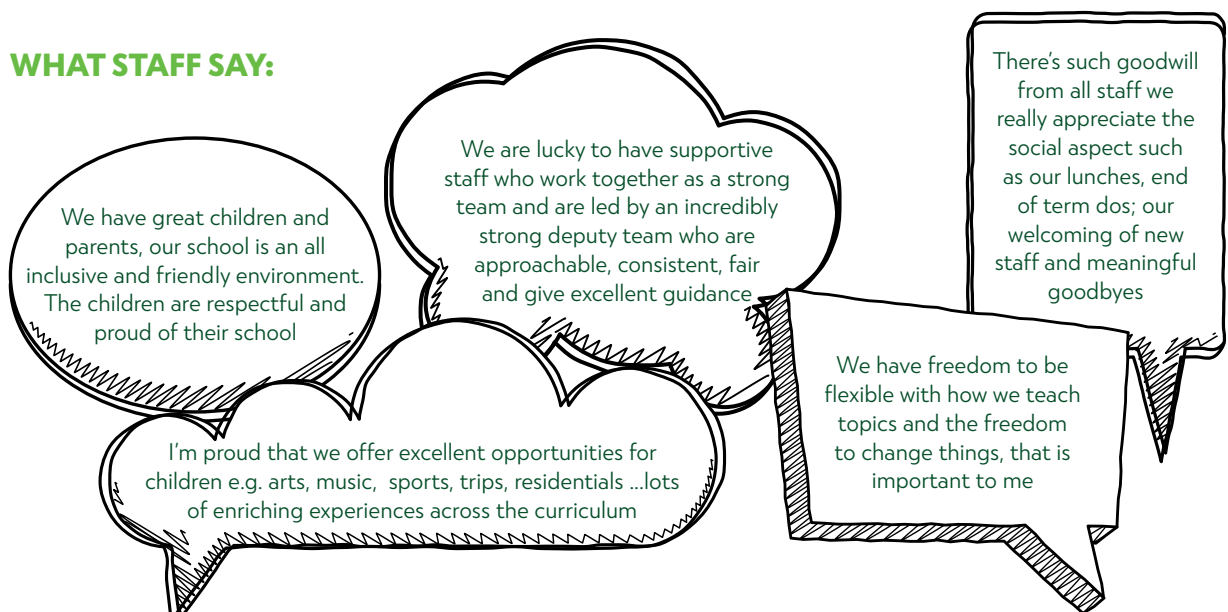 WHAT STAFF SAY:
We have great children and
parents, our school is an all
inclusive and friendly environment.
The children are respectful and
proud of their school
We are lucky to have supportive
staff who work together as a strong
team and are led by an incredibly
strong deputy team who are
approachable, consistent, fair
and give excellent guidance
There's such goodwill
from all staff we
really appreciate the
social aspect such
as our lunches, end
of term dos; our
welcoming of new
staff and meaningful
goodbyes
I'm proud that we offer excellent opportunities for
children e.g. arts, music, sports, trips, residentials ...lots
of enriching experiences across the curriculum
We have freedom to be
flexible with how we teach
topics and the freedom
to change things, that is
important to me